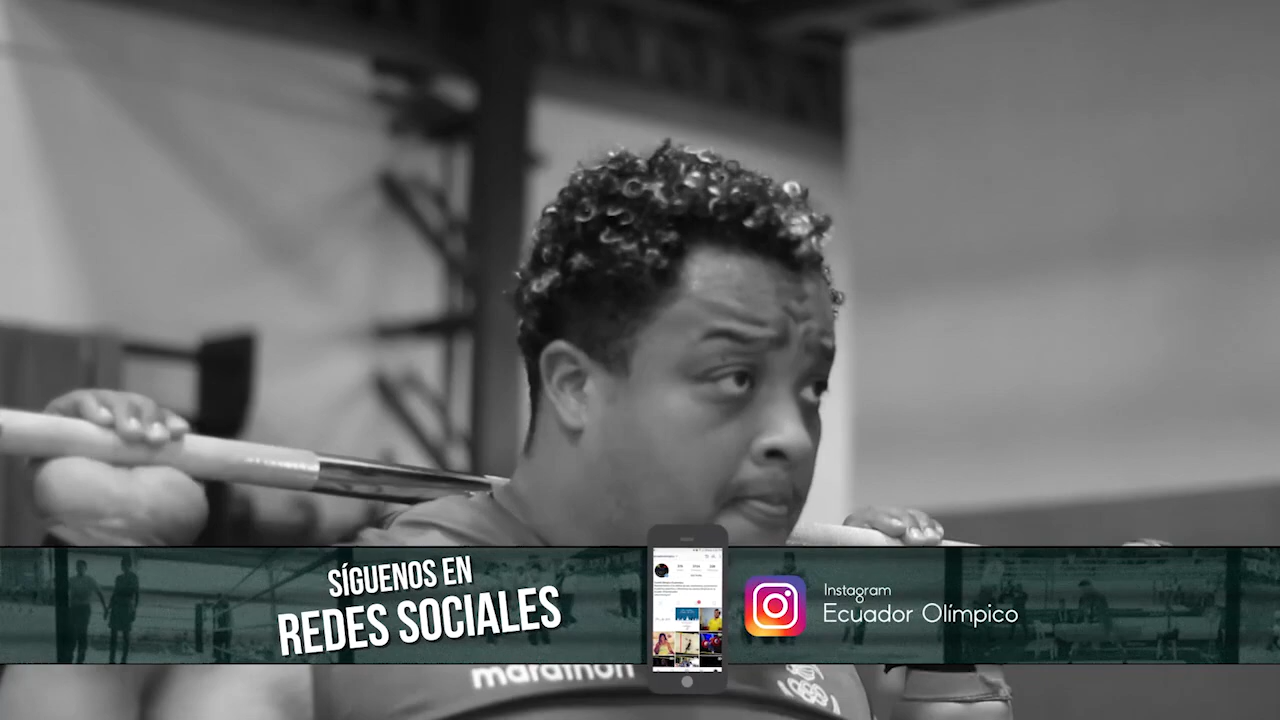 SÍGUENOS EN
REDES SOCIALES
Instagram
Ecuador Olímpico
marathon